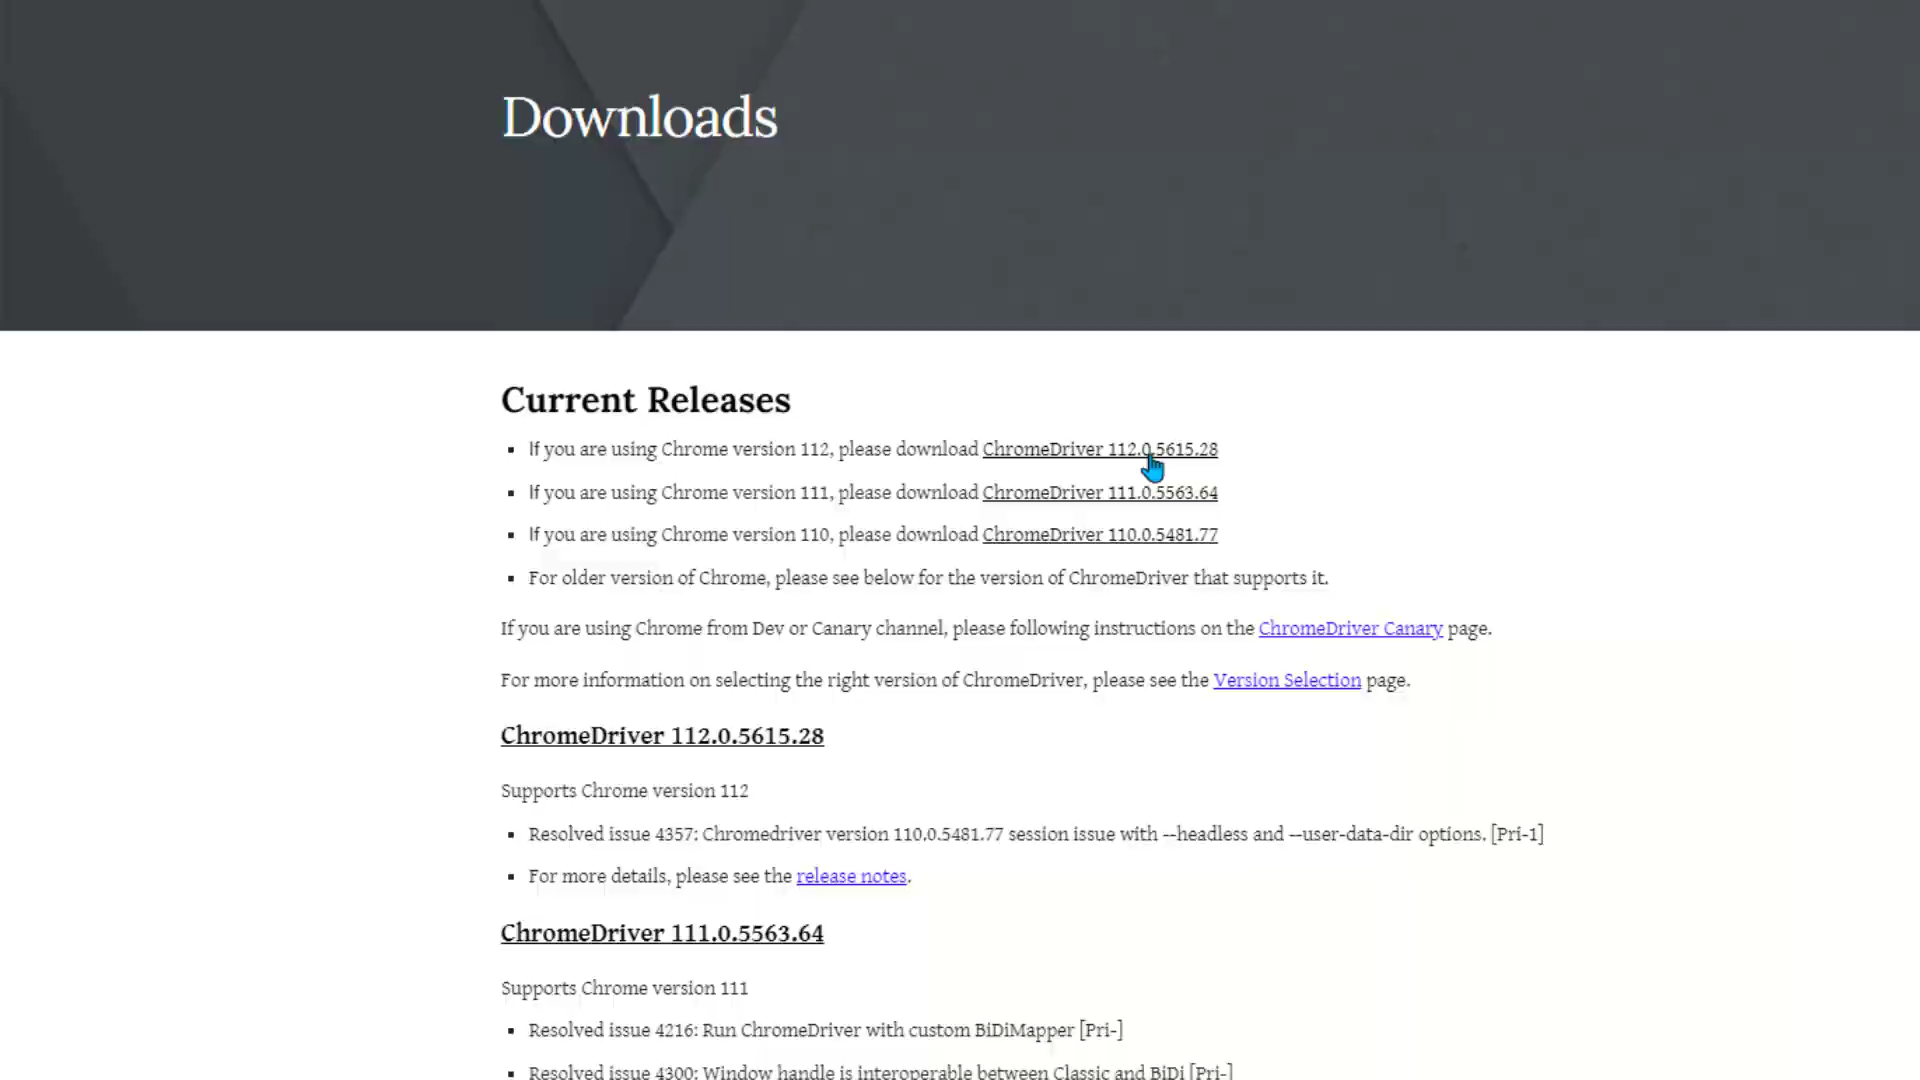 Downloads
Current Releases
If you are using Chrome version 112, please download ChromeDriver 112.0.5615.28
If you are using Chrome version 111, please download ChromeDriver 111.0.5563.64
If you are using Chrome version 110, please download ChromeDriver 110.0.5481.77
For older version of Chrome, please see below for the version of ChromeDriver that supports it.
If you are using Chrome from Dev or Canary channel, please following instructions on the ChromeDriver Canary page.
For more information on selecting the right version of ChromeDriver, please see the Version Selection page.
ChromeDriver 112.0.5615.28
Supports Chrome version 112
Resolved issue 4357: Chromedriver version 110.0.5481.77 session issue with --headless and --user-data-dir options. [Pri-1]
For more details, please see the release notes.
ChromeDriver 111.0.5563.64
Supports Chrome version 111
Resolved issue 4216: Run ChromeDriver with custom BiDiMapper [Pri-]
Resolved issue 4300: Window handle is interoperable between Classic and BiDi [Pri-]